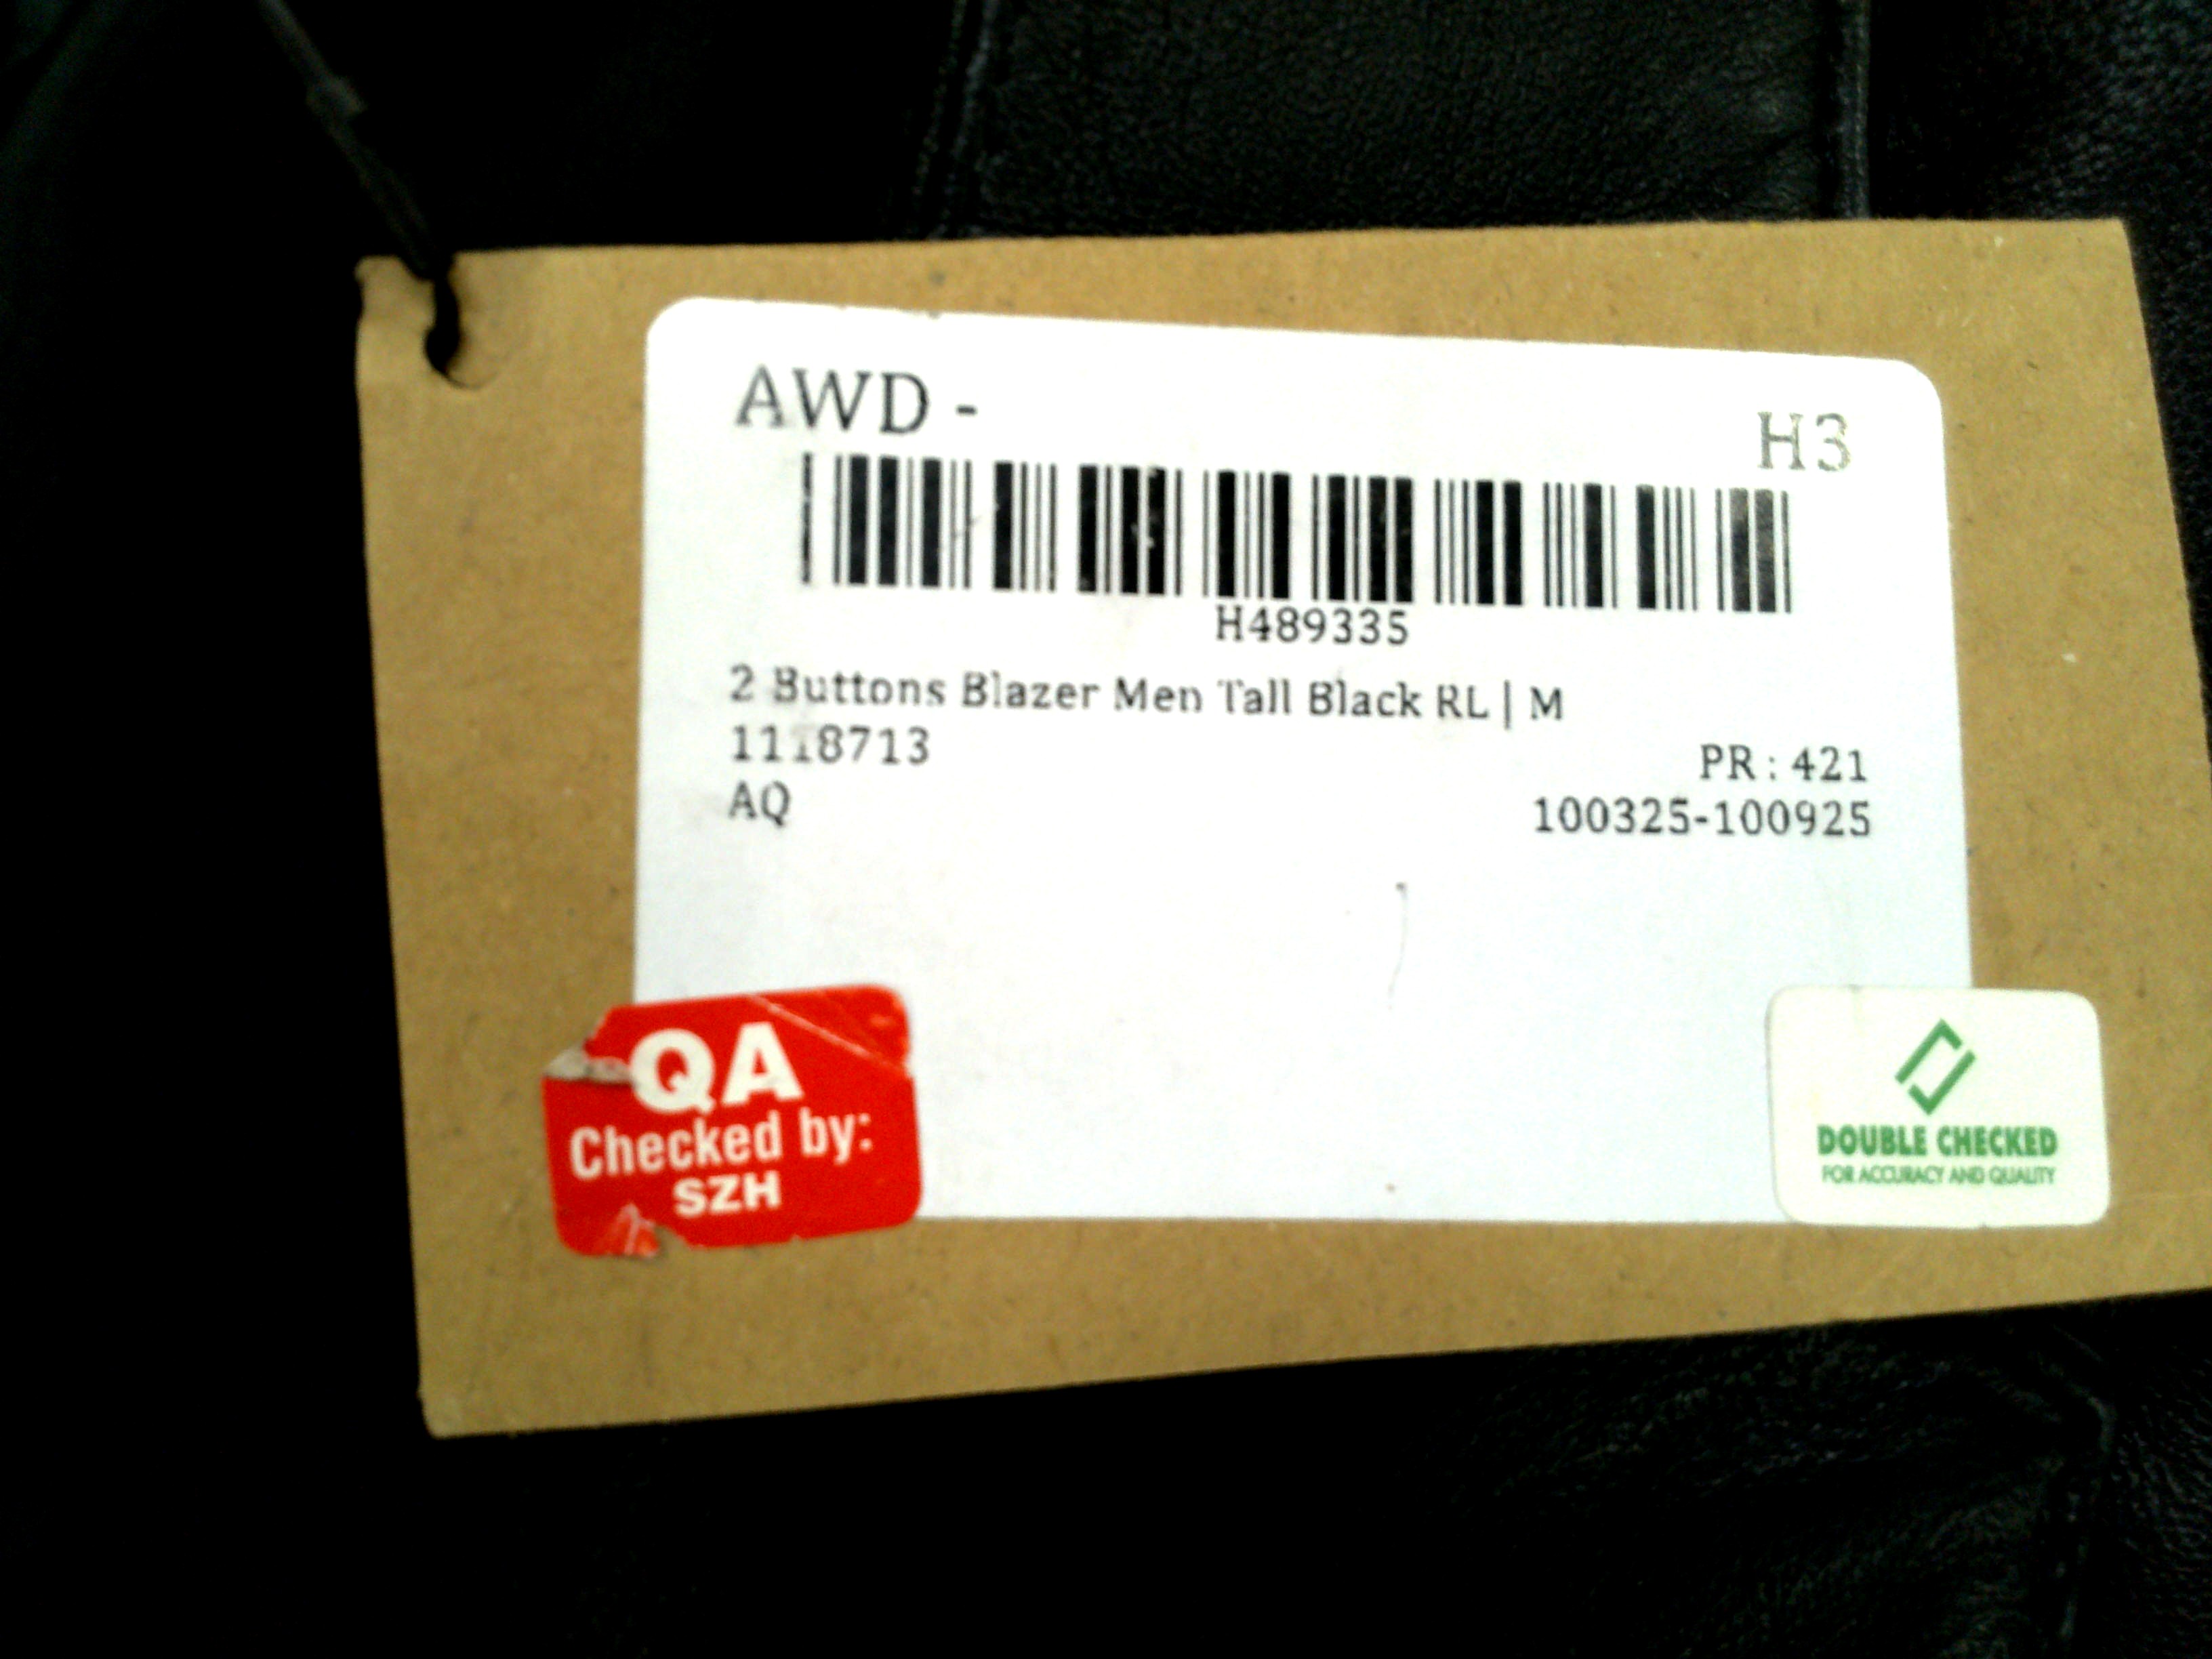 AWD - H3
H489335
2 Buttons Blazer Men Tall Black RL | M
1118713 PR : 421
AQ 100325-100925
QA
Checked by:
SZH
DOUBLE CHECKED
FOR ACCURACY AND QUALITY